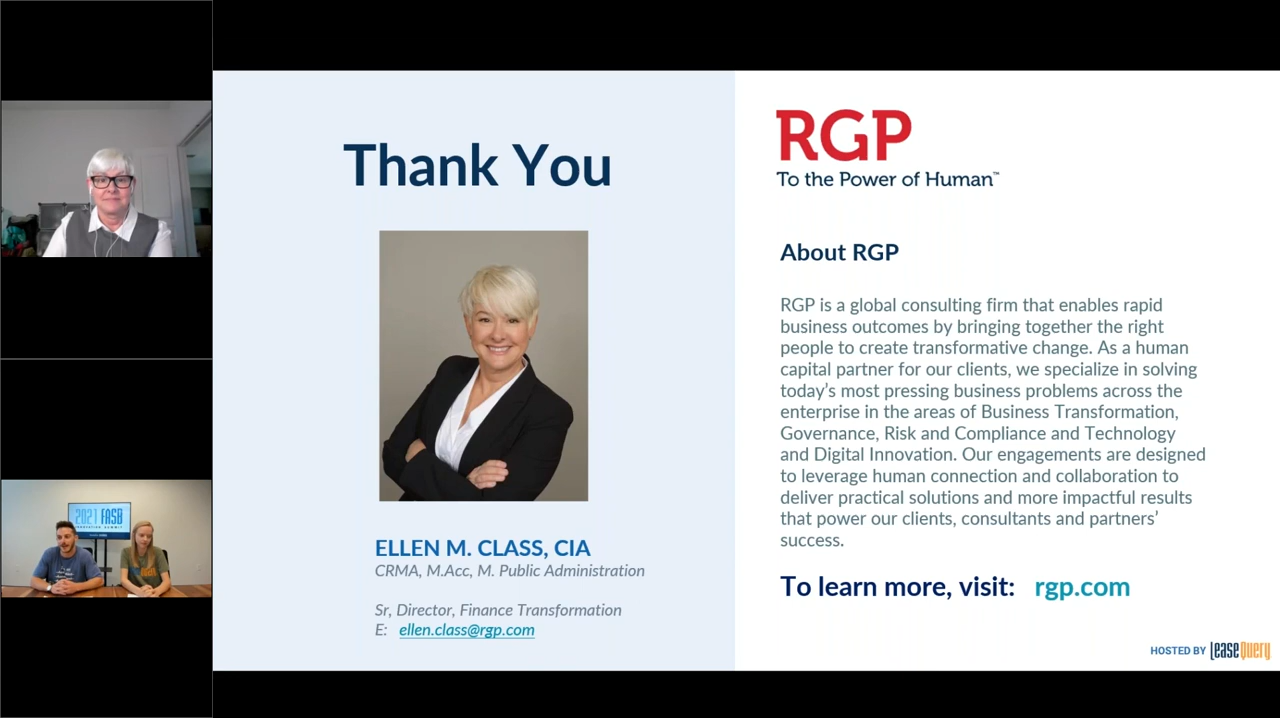 Thank You
ELLEN M. CLASS, CIA
CRMA, M.Acc, M. Public Administration
Sr, Director, Finance Transformation
E: ellen.class@rgp.com
RGP
To the Power of Human™
About RGP
RGP is a global consulting firm that enables rapid
business outcomes by bringing together the right
people to create transformative change. As a human
capital partner for our clients, we specialize in solving
today's most pressing business problems across the
enterprise in the areas of Business Transformation,
Governance, Risk and Compliance and Technology
and Digital Innovation. Our engagements are designed
to leverage human connection and collaboration to
deliver practical solutions and more impactful results
that power our clients, consultants and partners'
success.
To learn more, visit: rgp.com
HOSTED BY LEASEQUERY
2021 FASB